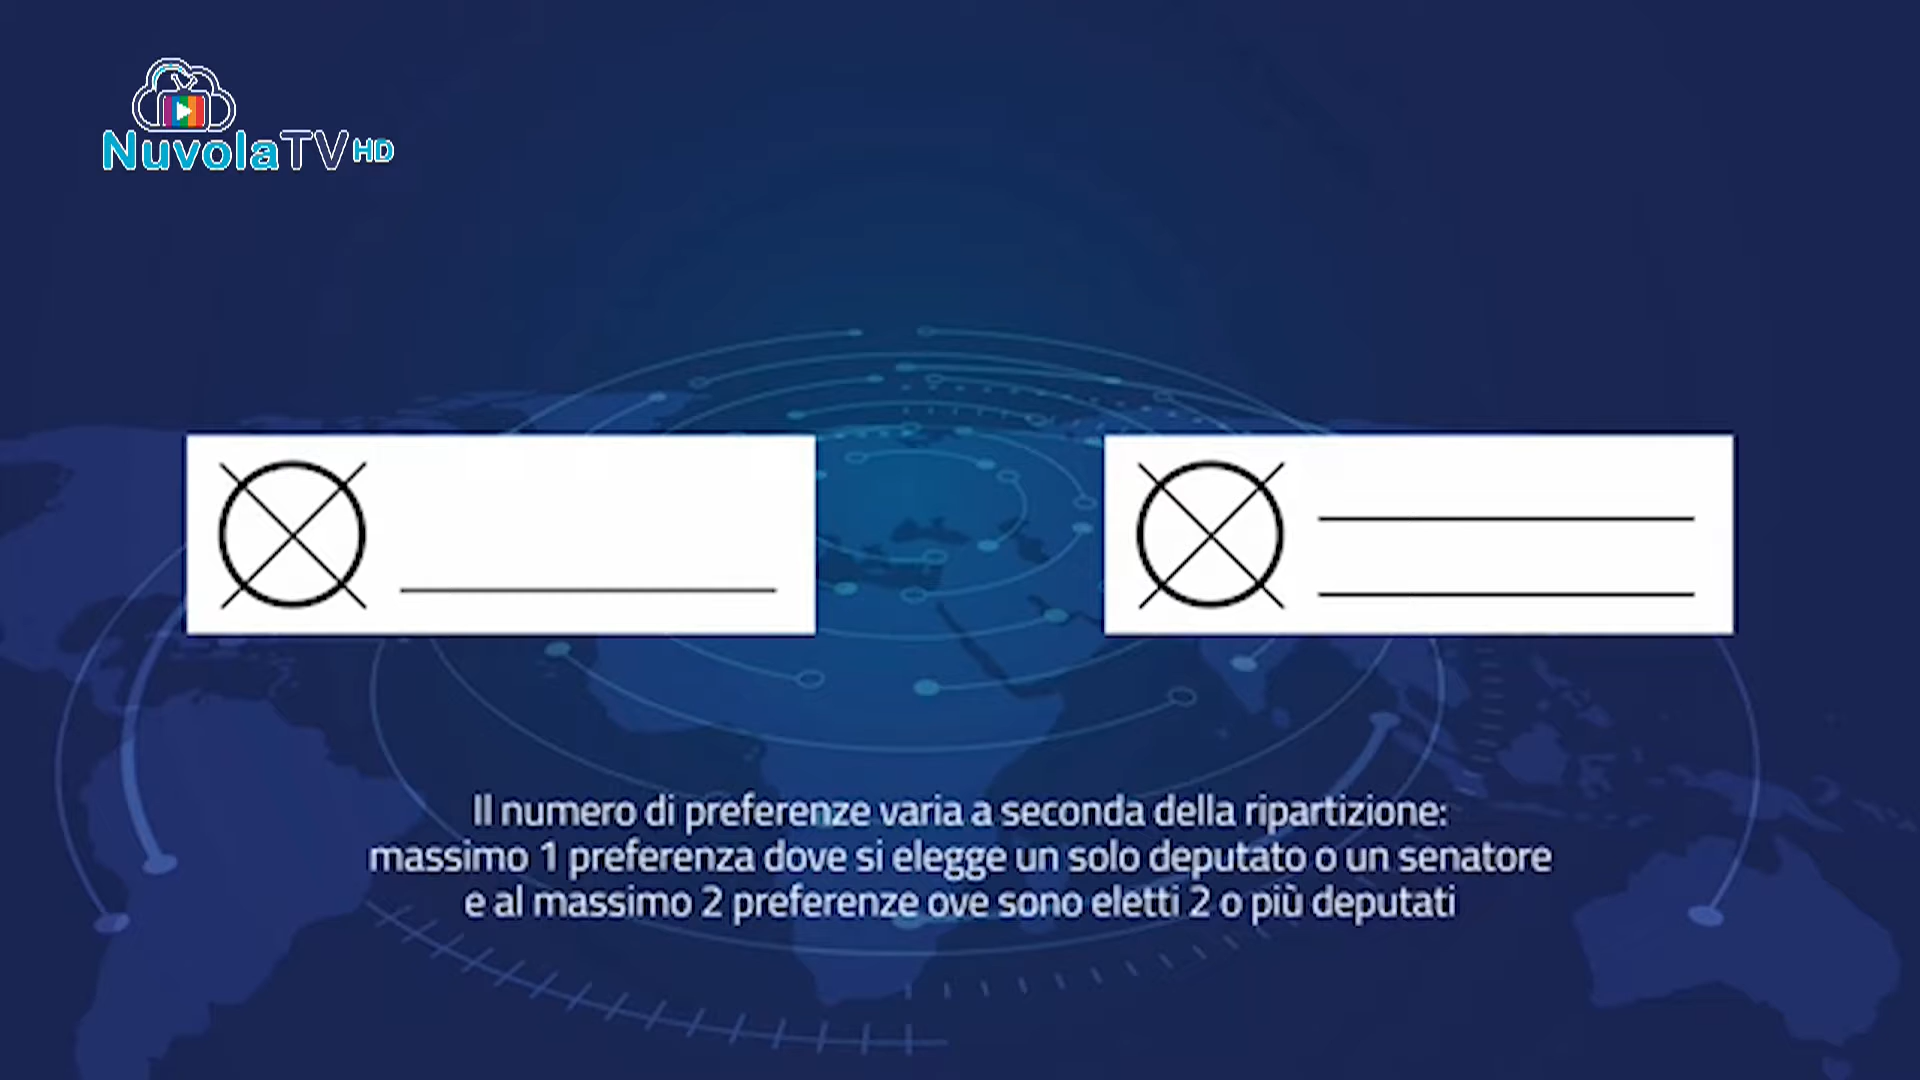 NuvolaTV HD
Il numero di preferenze varia a seconda della ripartizione:
massimo 1 preferenza dove si elegge un solo deputato o un senatore
e al massimo 2 preferenze ove sono eletti 2 o più deputati